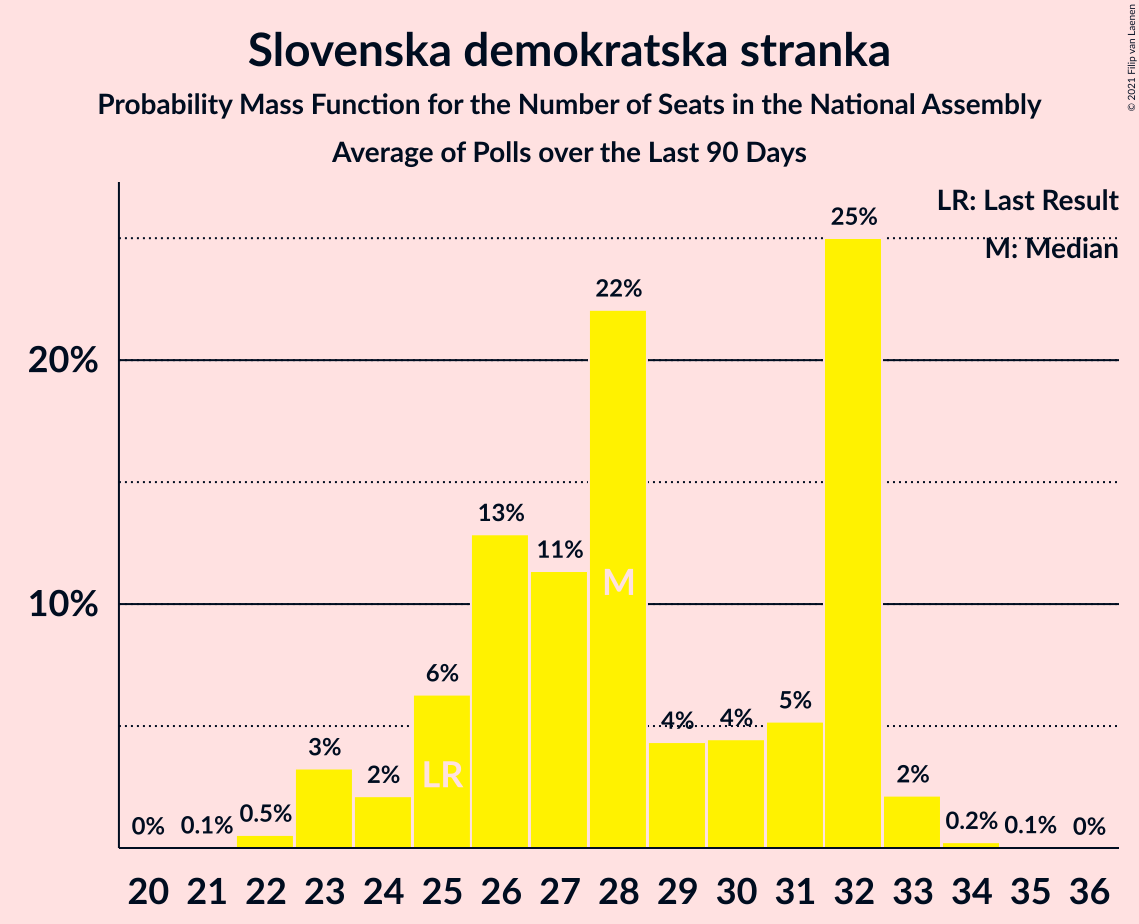 Slovenska demokratska stranka
Probability Mass Function for the Number of Seats in the National Assembly
Average of Polls over the Last 90 Days
© 2021 Filip van Laenen
LR: Last Result
M: Median
25%
22%
20%
13%
11%
M
10%
6%
5%
4%
4%
3%
LR
2%
2%
0.5%
0%
0.1%
0.2%
0.1%
0%
20 21 22 23 24 25 26 27 28 29 30 31 32 33 34 35 36